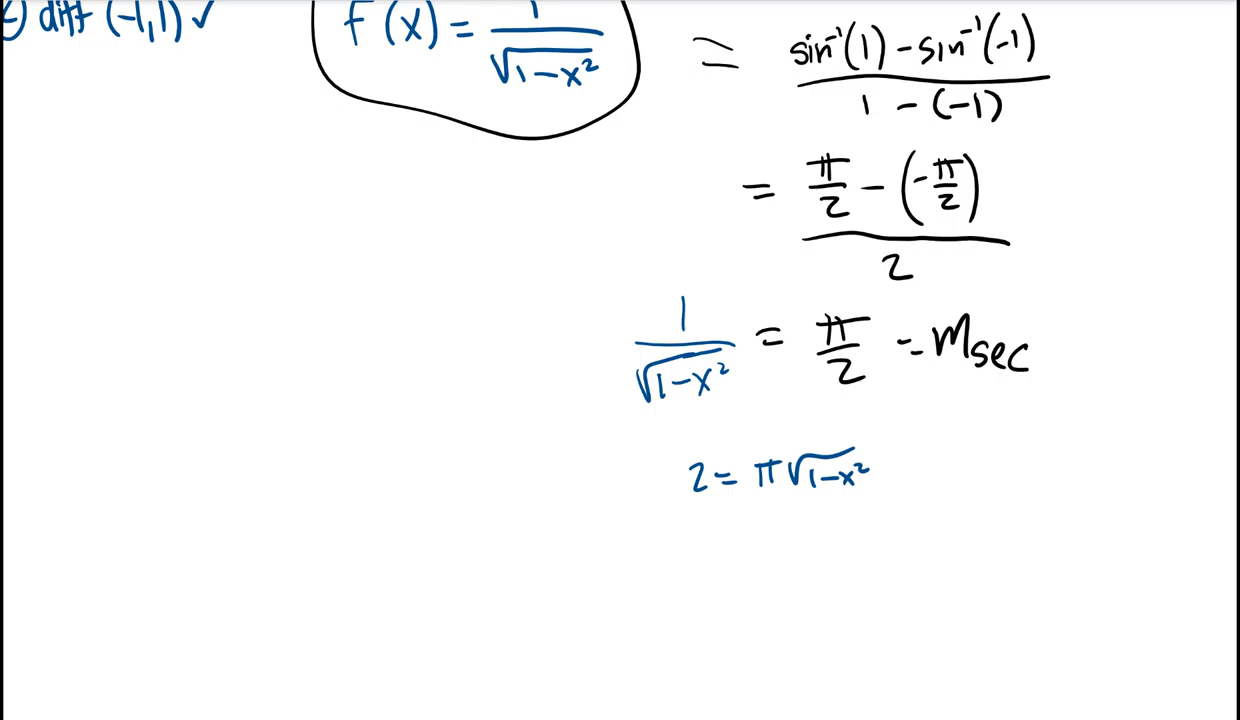 diff (-1,1) ✓
f'(x) = 1/√(1-x²)
= (sin⁻¹(1) - sin⁻¹(-1))/(1 - (-1))
= (π/2 - (-π/2))/2
1/√(1-x²) = π/2 = msec
2 = π√(1-x²)